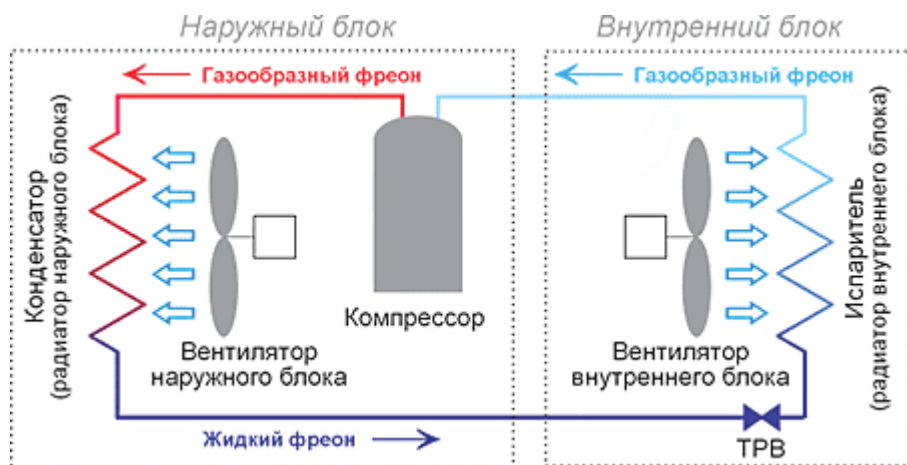 Наружный блок
Внутренний блок
Газообразный фреон
Газообразный фреон
Конденсатор
(радиатор наружного блока)
Компрессор
Вентилятор
наружного блока
Вентилятор
внутреннего блока
Испаритель
(радиатор внутреннего блока)
Жидкий фреон
ТРВ